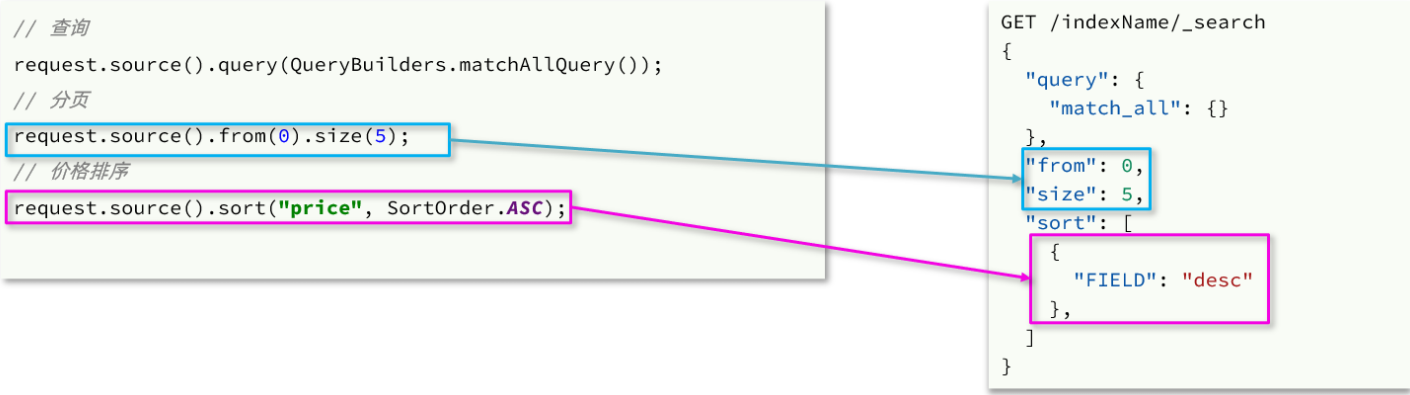 // 查询
request.source().query(QueryBuilders.matchAllQuery());
// 分页
request.source().from(0).size(5);
// 价格排序
request.source().sort("price", SortOrder.ASC);
GET /indexName/_search
{
  "query": {
    "match_all": {}
  },
  "from": 0,
  "size": 5,
  "sort": [
    {
      "FIELD": "desc"
    },
  ]
}